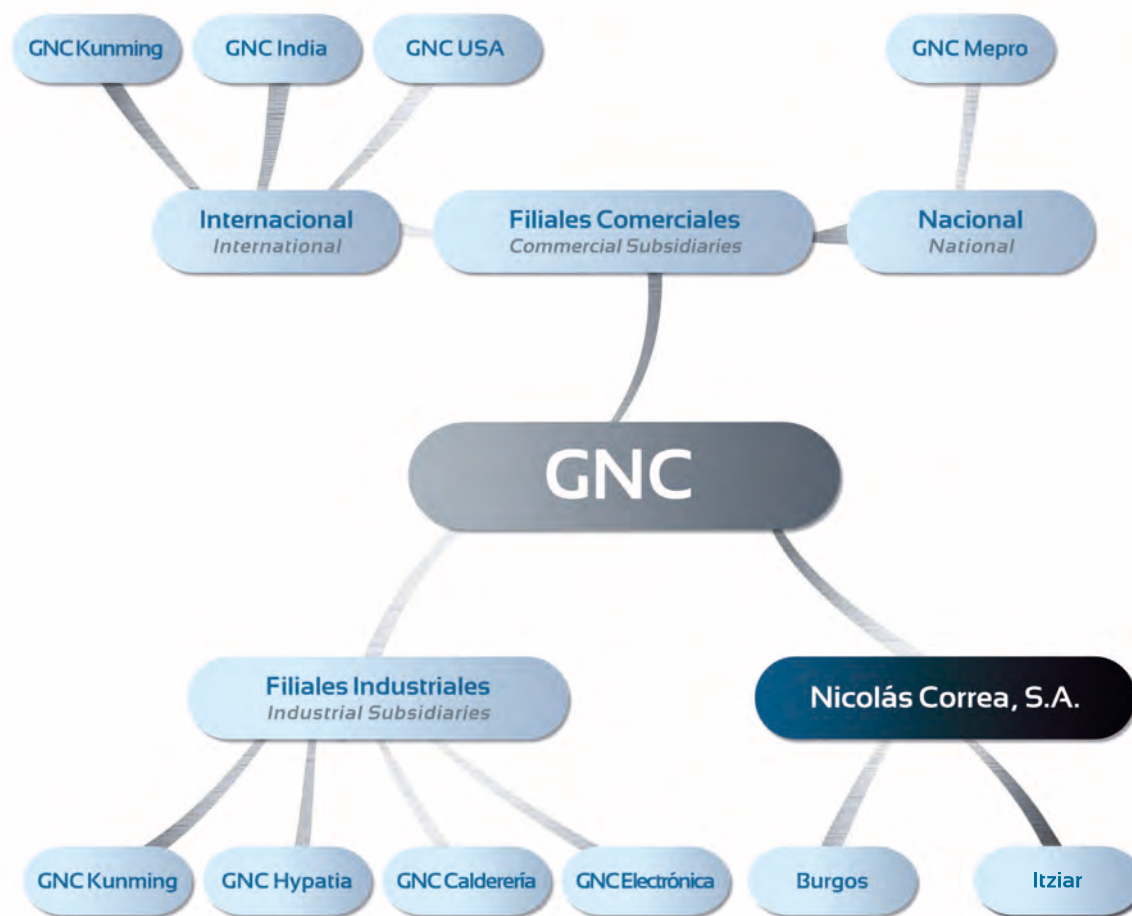 GNC Kunming
GNC India
GNC USA
GNC Mepro
Internacional
International
Filiales Comerciales
Commercial Subsidiaries
Nacional
National
GNC
Filiales Industriales
Industrial Subsidiaries
Nicolás Correa, S.A.
GNC Kunming
GNC Hypatia
GNC Calderería
GNC Electrónica
Burgos
Itziar